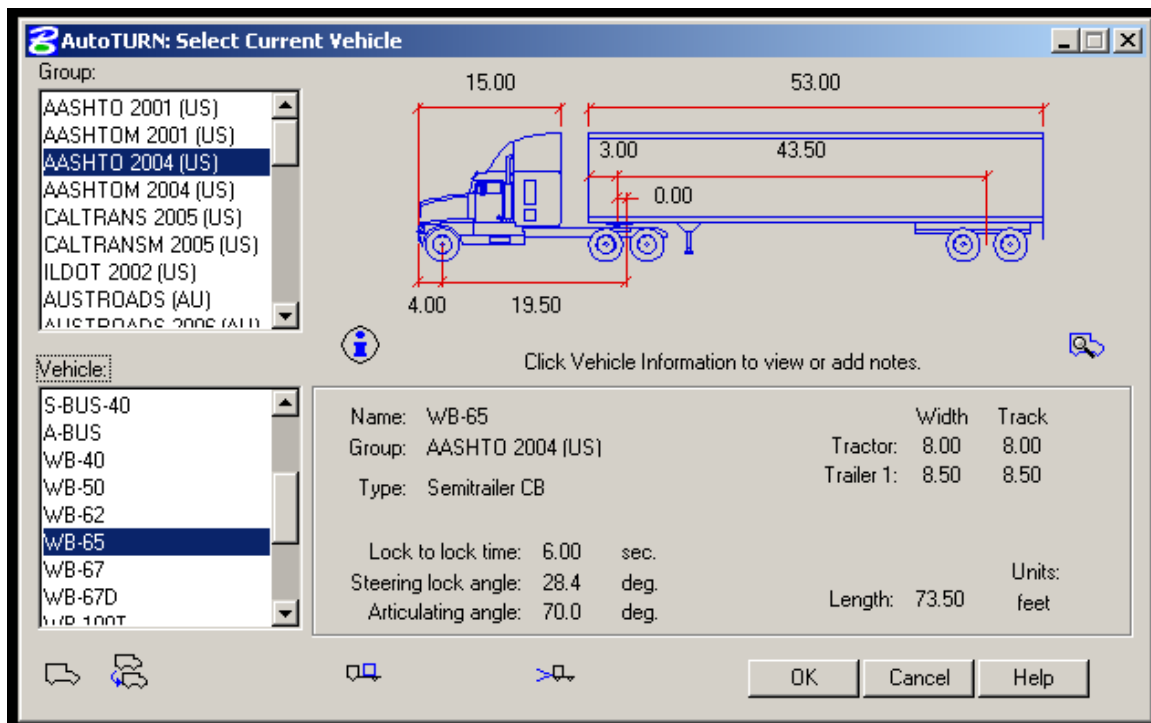 AutoTURN: Select Current Vehicle
Group:
AASHTO 2001 (US)
AASHTOM 2001 (US)
AASHTO 2004 (US)
AASHTOM 2004 (US)
CALTRANS 2005 (US)
CALTRANSM 2005 (US)
ILDOT 2002 (US)
AUSTROADS (AU)
AUSTROADS 2006 (AU)
15.00 53.00
3.00 43.50
0.00
4.00 19.50
Click Vehicle Information to view or add notes.
Vehicle:
S-BUS-40
A-BUS
WB-40
WB-50
WB-62
WB-65
WB-67
WB-67D
WB-100T
Name: WB-65
Group: AASHTO 2004 (US)
Type: Semitrailer CB
Width Track
Tractor: 8.00 8.00
Trailer 1: 8.50 8.50
Lock to lock time: 6.00 sec.
Steering lock angle: 28.4 deg.
Articulating angle: 70.0 deg.
Units:
Length: 73.50 feet
OK Cancel Help